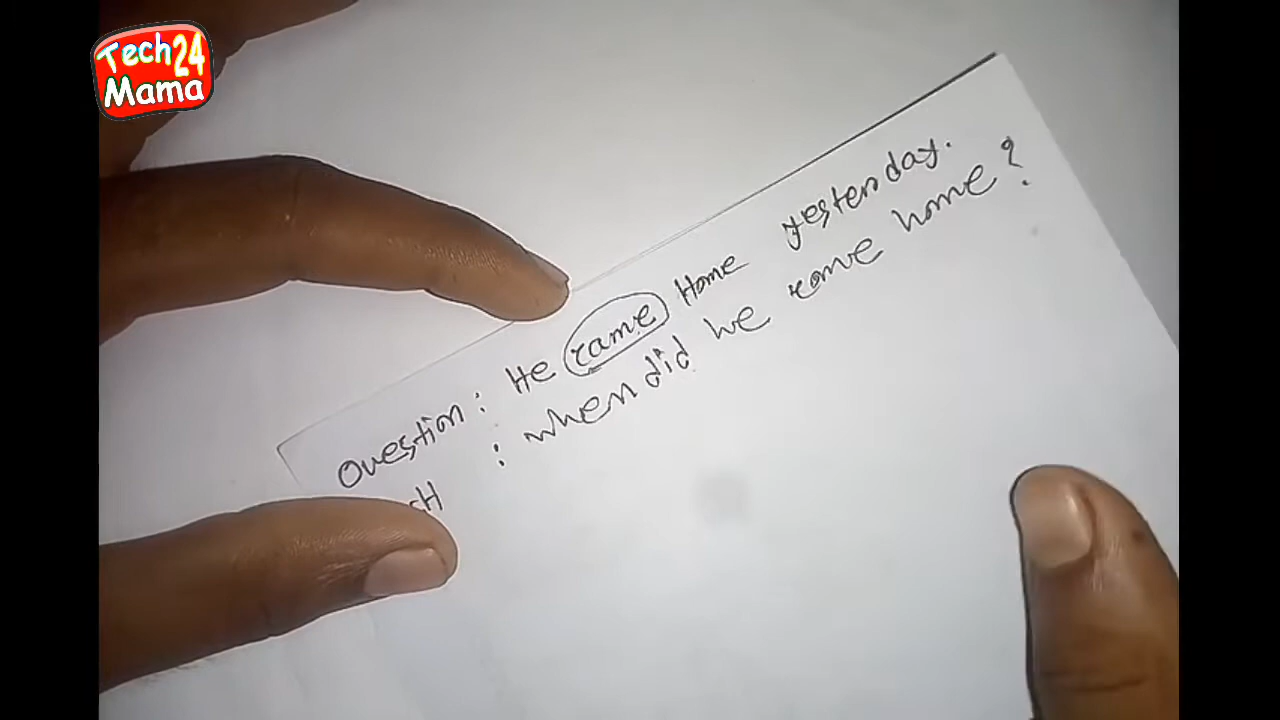 Tech24
Mama
Question: He came Home yesterday.
: when did he come home?